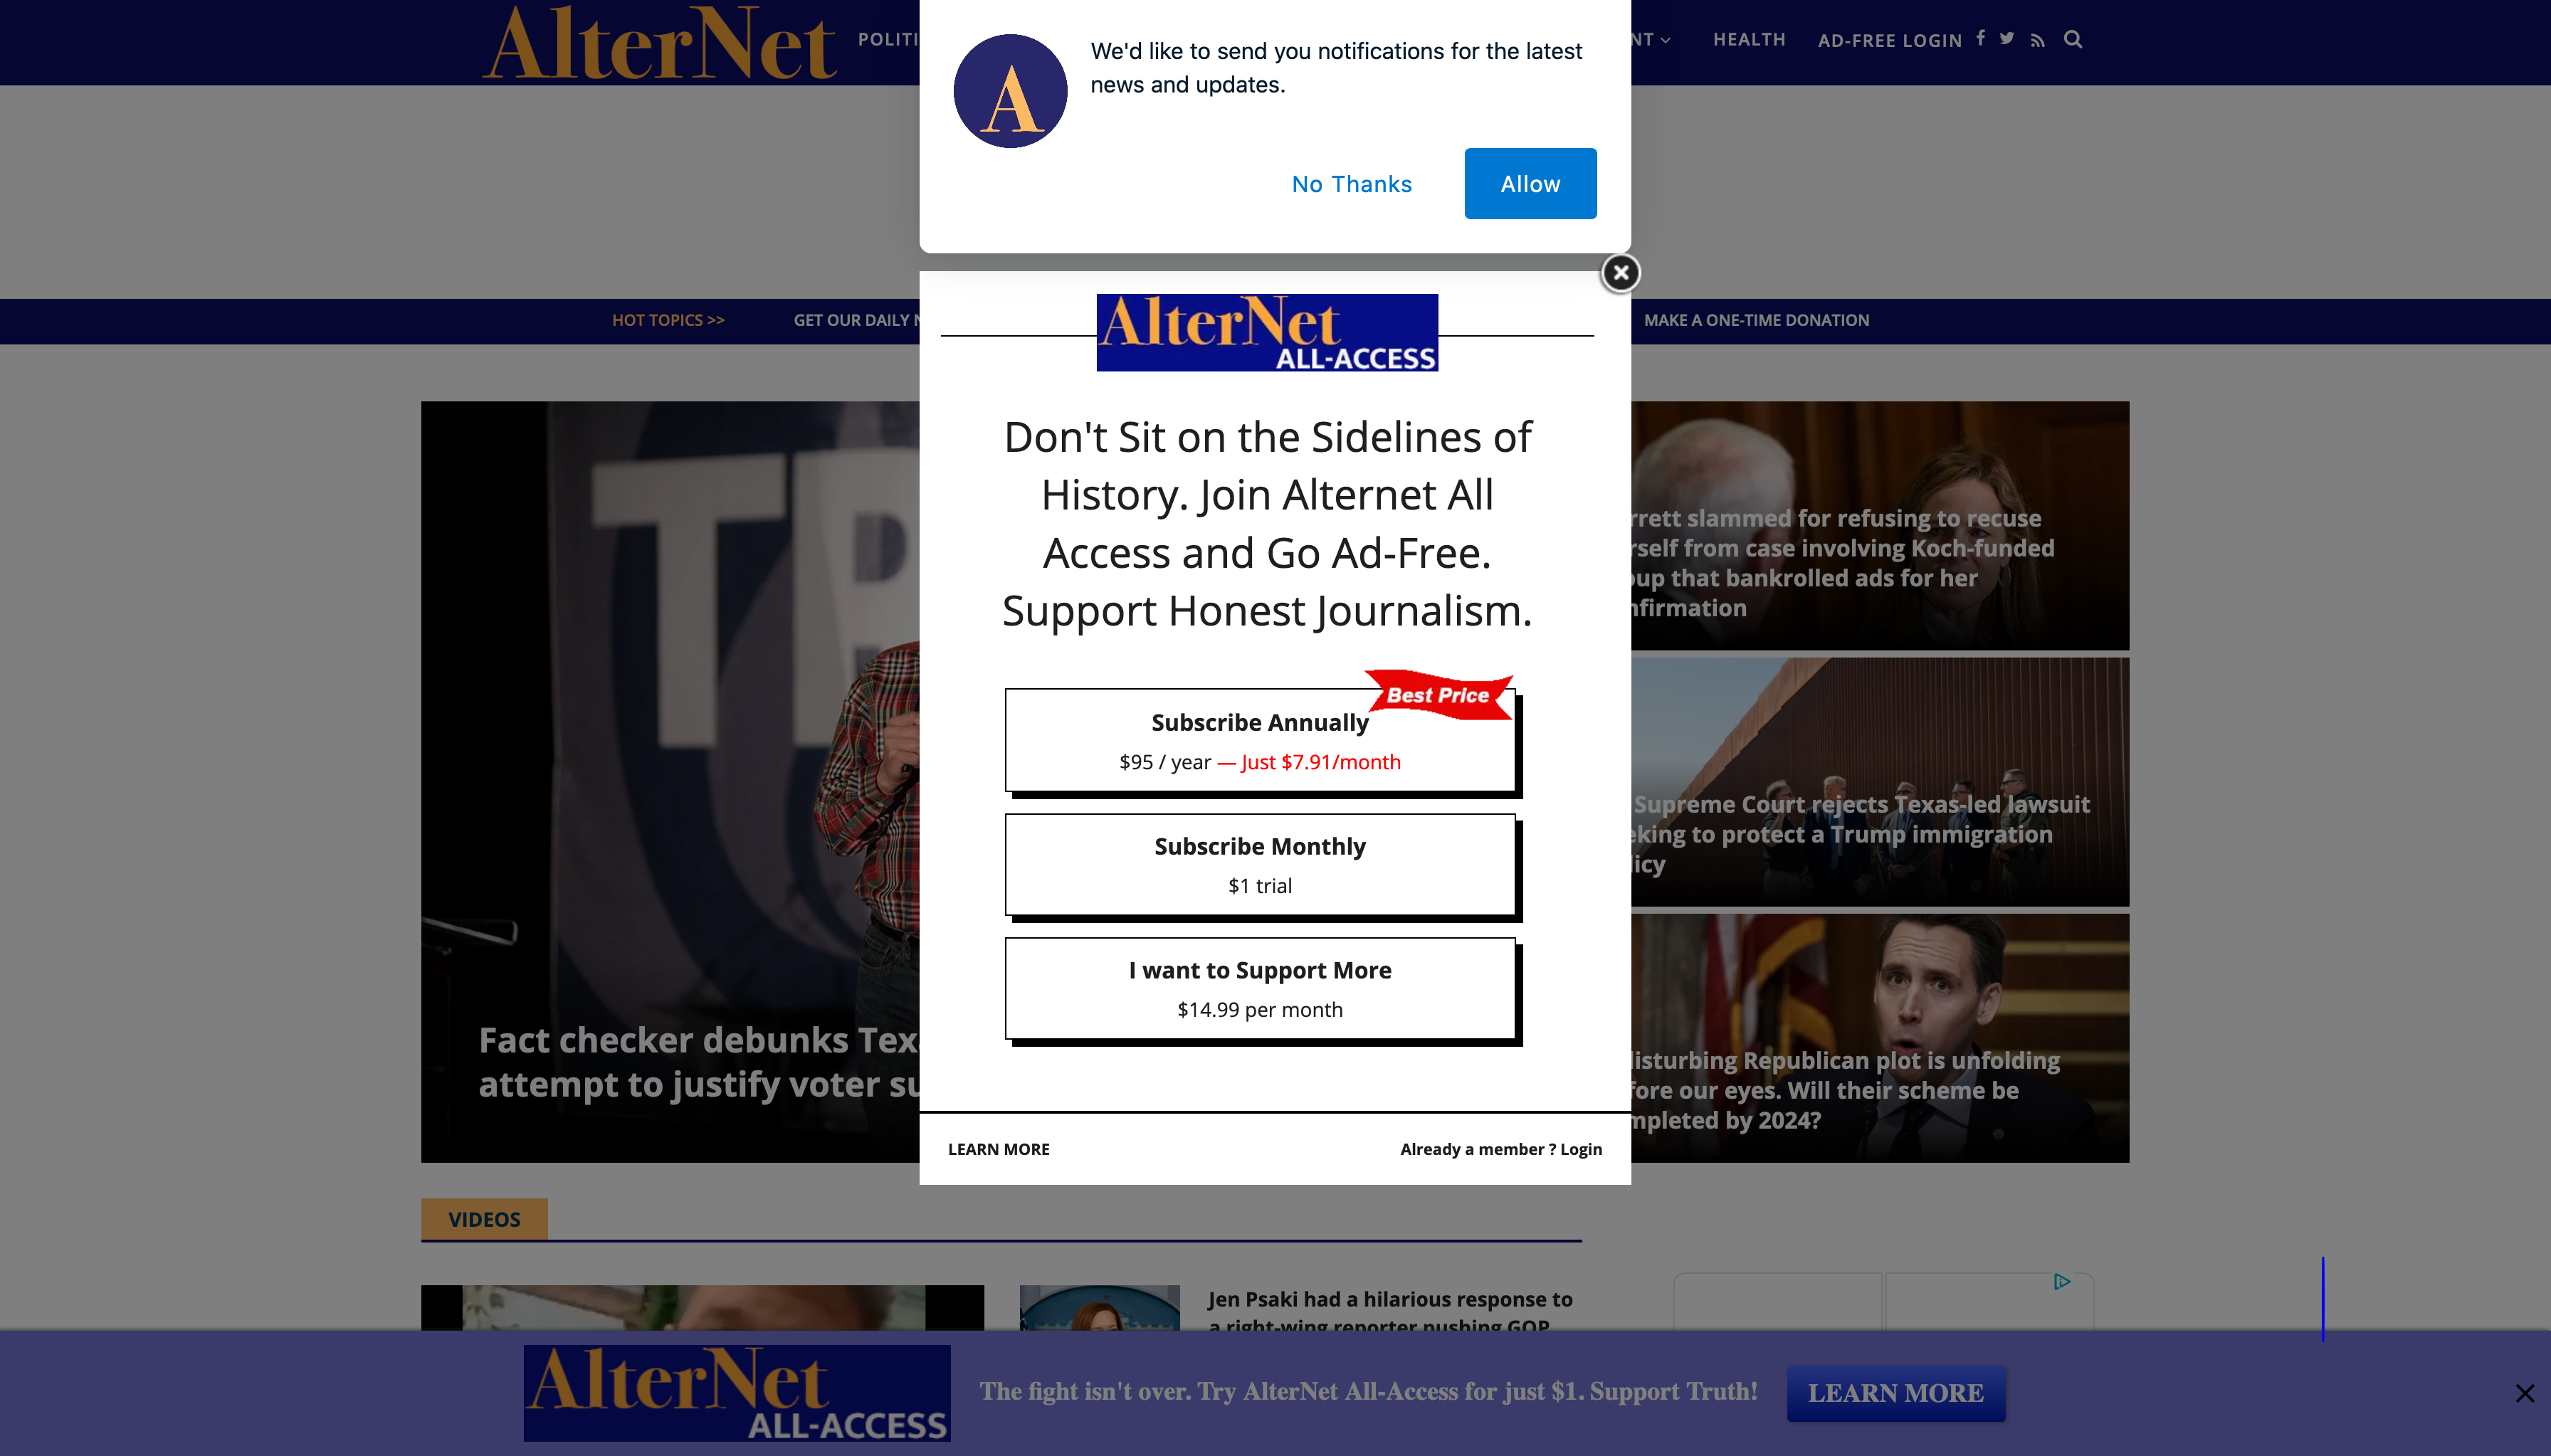 AlterNet
POLITI
NT
HEALTH
AD-FREE LOGIN
We'd like to send you notifications for the latest
news and updates.
A
No Thanks
Allow
HOT TOPICS >>
GET OUR DAILY N
MAKE A ONE-TIME DONATION
AlterNet
ALL-ACCESS
Don't Sit on the Sidelines of
History. Join Alternet All
Access and Go Ad-Free.
Support Honest Journalism.
Best Price
Subscribe Annually
$95 / year — Just $7.91/month
Subscribe Monthly
$1 trial
I want to Support More
$14.99 per month
LEARN MORE
Already a member ? Login
TR
Fact checker debunks Tex
attempt to justify voter su
rrett slammed for refusing to recuse
rself from case involving Koch-funded
oup that bankrolled ads for her
nfirmation
Supreme Court rejects Texas-led lawsuit
eking to protect a Trump immigration
licy
disturbing Republican plot is unfolding
fore our eyes. Will their scheme be
mpleted by 2024?
VIDEOS
Jen Psaki had a hilarious response to
a right-wing reporter pushing GOP
AlterNet
ALL-ACCESS
The fight isn't over. Try AlterNet All-Access for just $1. Support Truth!
LEARN MORE